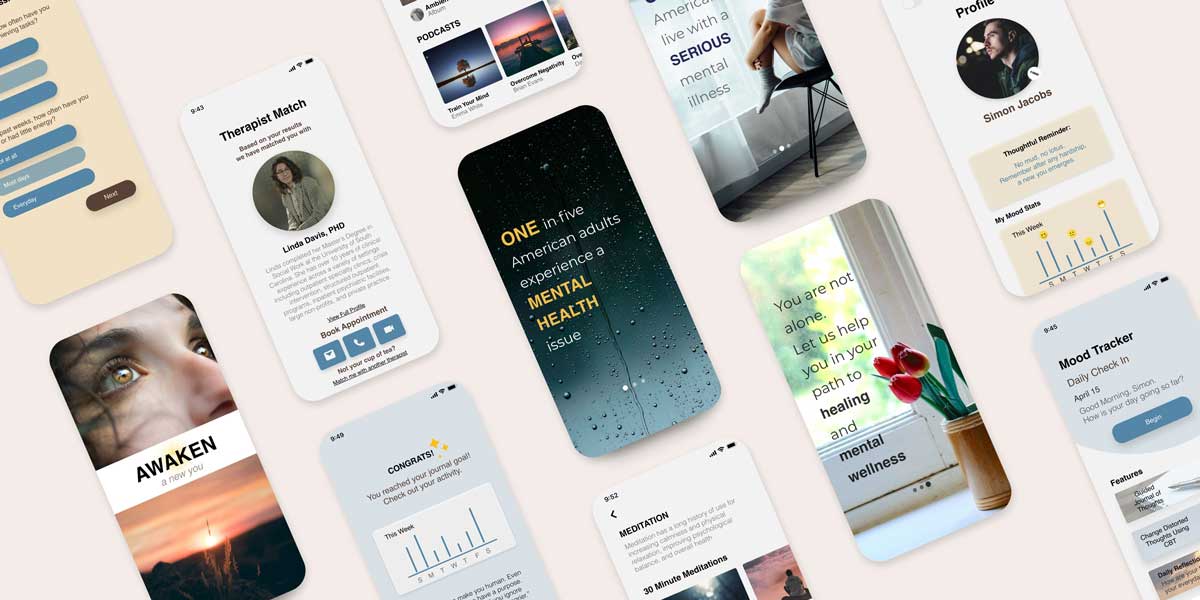 how often have you
hieving tasks?
past weeks, how often have you
or had little energy?
ot at all
Most days
Everyday
Next
9:43
Therapist Match
Based on your results
we have matched you with
Linda Davis, PHD
Linda completed her Master's Degree in
Social Work at the University of South
Carolina. She has over 10 years of clinical
experience across a variety of settings
including outpatient specialty clinics, crisis
intervention, structured outpatient
programs, inpatient psychiatric facilities,
large non-profits, and private practice.
View Full Profile
Book Appointment
Not your cup of tea?
Match me with another therapist
AWAKEN
a new you
Ambien
Album
PODCASTS
Train Your Mind
Emma White
Overcome Negativity
Brian Evans
Ove
De
ONE in five
American adults
experience a
MENTAL
HEALTH
issue
9:49
CONGRATS!
You reached your journal goal!
Check out your activity.
This Week
S M T W T F S
make you human. Even
have a purpose.
you ignore
9:52
MEDITATION
Meditation has a long history of use for
increasing calmness and physical
relaxation, improving psychological
balance, and overall health
30 Minute Meditations
America
live with a
SERIOUS
mental
illness
You are not
alone.
Let us help
you in your
path to
healing
and
mental
wellness
Profile
Simon Jacobs
Thoughtful Reminder:
No mud, no lotus.
Remember after any hardship,
a new you emerges.
My Mood Stats
This Week
S M T W T F S
9:45
Mood Tracker
Daily Check In
April 15
Good Morning, Simon.
How is your day going so far?
Begin
Features
Guided
Journal of
Thoughts
Change Distorted
Thoughts Using
CBT
Daily Reflectio
How are your
your everyd